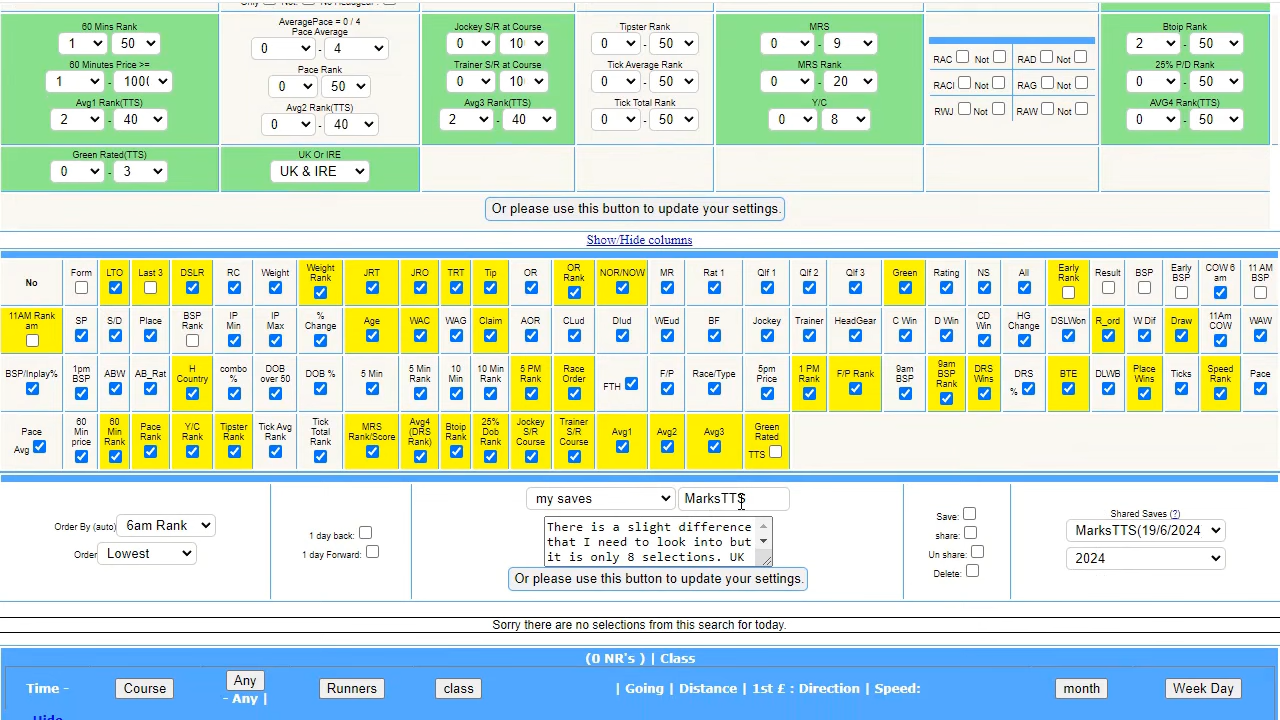 60 Mins Rank
1 50
60 Minutes Price >=
1 - 1000
Avg1 Rank(TTS)
2 - 40
AveragePace = 0 / 4
Pace Average
0 - 4
Pace Rank
0 50
Avg2 Rank(TTS)
0 - 40
Jockey S/R at Course
0 10
Trainer S/R at Course
0 10
Avg3 Rank(TTS)
2 - 40
Tipster Rank
0 - 50
Tick Average Rank
0 - 50
Tick Total Rank
0 - 50
MRS
0 - 9
MRS Rank
0 - 20
Y/C
0 8
RAC Not RAD Not
RACI Not RAG Not
RWJ Not RAW Not
Btoip Rank
2 - 50
25% P/D Rank
0 - 50
AVG4 Rank(TTS)
0 - 50
Green Rated(TTS)
0 - 3
UK Or IRE
UK & IRE
Or please use this button to update your settings.
Show/Hide columns
No Form LTO Last 3 DSLR RC Weight Weight Rank JRT JRO TRT Tip OR OR Rank NOR/NOW MR Rat 1 Qlf 1 Qlf 2 Qlf 3 Green Rating NS All Early Rank Result BSP Early BSP COW 6 am 11 AM BSP
11AM Rank am SP S/D Place BSP Rank IP Min IP Max % Change Age WAC WAG Claim AOR CLud Dlud WEud BF Jockey Trainer HeadGear C Win D Win CD Win HG Change DSLWon R_ord W Dif Draw 11Am COW WAW
BSP/Inplay% 1pm BSP ABW AB_Rat H Country combo % DOB over 50 DOB % 5 Min 5 Min Rank 10 Min 10 Min Rank 5 PM Rank Race Order FTH F/P Race/Type 5pm Price 1 PM Rank F/P Rank 9am BSP 9am BSP Rank DRS Wins DRS % BTE DLWB Place Wins Ticks Speed Rank Pace
Pace Avg 60 Min price 60 Min Rank Pace Rank Y/C Rank Tipster Rank Tick Avg Rank Tick Total Rank MRS Rank/Score Avg4 (DRS Rank) Btoip Rank 25% Dob Rank Jockey S/R Course Trainer S/R Course Avg1 Avg2 Avg3 Green Rated TTS
Order By (auto) 6am Rank
Order Lowest
1 day back:
1 day Forward:
my saves MarksTTS
There is a slight difference
that I need to look into but
it is only 8 selections. UK
Or please use this button to update your settings.
Save:
share:
Un share:
Delete:
Shared Saves (?)
MarksTTS(19/6/2024
2024
Sorry there are no selections from this search for today.
(0 NR's ) | Class
Time - Course Any - Any | Runners class | Going | Distance | 1st £ : Direction | Speed: month Week Day
Hide